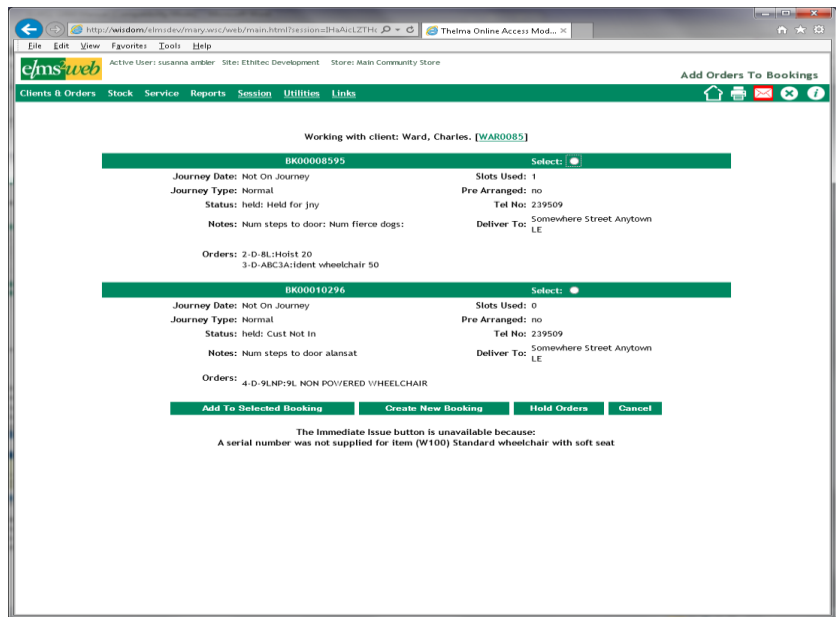 http://wisdom/elmsdev/mary.wsc/web/main.html?session=IHaAicLZTHc
Thelma Online Access Mod...
File Edit View Favorites Tools Help
elms2web
Active User: susanna ambler Site: Ethitec Development Store: Main Community Store
Add Orders To Bookings
Clients & Orders Stock Service Reports Session Utilities Links
Working with client: Ward, Charles. [WAR0085]
BK00008595 Select:
Journey Date: Not On Journey Slots Used: 1
Journey Type: Normal Pre Arranged: no
Status: held: Held for jny Tel No: 239509
Notes: Num steps to door: Num fierce dogs: Deliver To: Somewhere Street Anytown
LE
Orders: 2-D-8L:Hoist 20
3-D-ABC3A:ident wheelchair 50
BK00010296 Select:
Journey Date: Not On Journey Slots Used: 0
Journey Type: Normal Pre Arranged: no
Status: held: Cust Not In Tel No: 239509
Notes: Num steps to door alansat Deliver To: Somewhere Street Anytown
LE
Orders: 4-D-9LNP:9L NON POWERED WHEELCHAIR
Add To Selected Booking Create New Booking Hold Orders Cancel
The Immediate Issue button is unavailable because:
A serial number was not supplied for item (W100) Standard wheelchair with soft seat